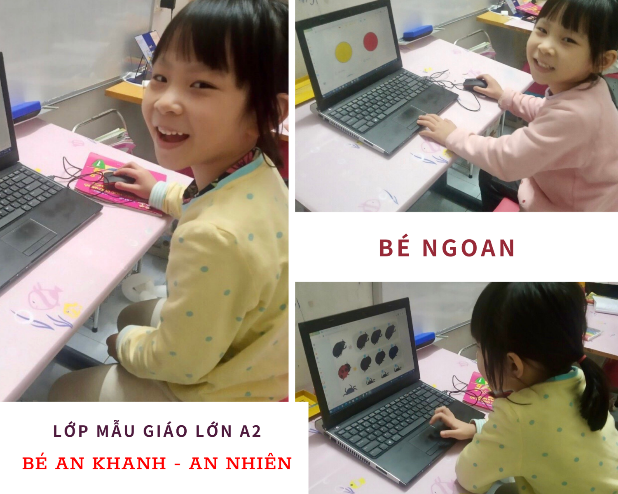 BÉ NGOAN
LỚP MẪU GIÁO LỚN A2
BÉ AN KHANH - AN NHIÊN